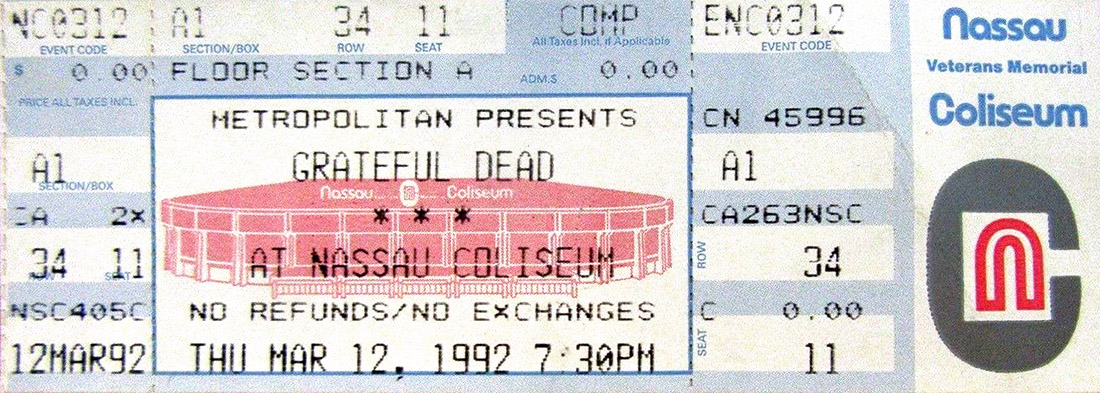 NC0312 A1 34 11 COMP ENC0312
EVENT CODE SECTION/BOX ROW SEAT All Taxes Incl. if Applicable EVENT CODE
$ 0.00 FLOOR SECTION A ADM.$ 0.00
PRICE ALL TAXES INCL.
METROPOLITAN PRESENTS CN 45996
A1 GRATEFUL DEAD A1
SECTION/BOX Nassau Coliseum
CA 2x * * * CA263NSC
34 11 AT NASSAU COLISEUM ROW 34
ROW SEAT
NSC405C NO REFUNDS/NO EXCHANGES C 0.00
12MAR92 THU MAR 12, 1992 7:30PM SEAT 11
Nassau
Veterans Memorial
Coliseum